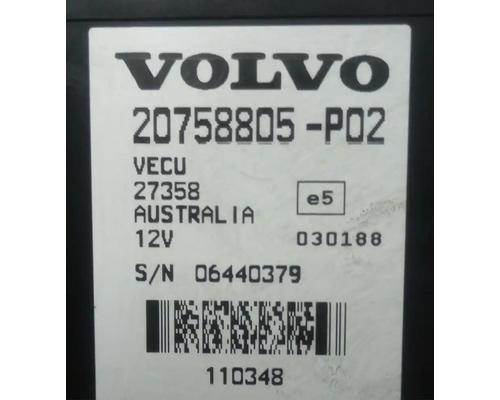 VOLVO
20758805-P02
VECU
27358
e5
AUSTRALIA
12V 030188
S/N 06440379
110348